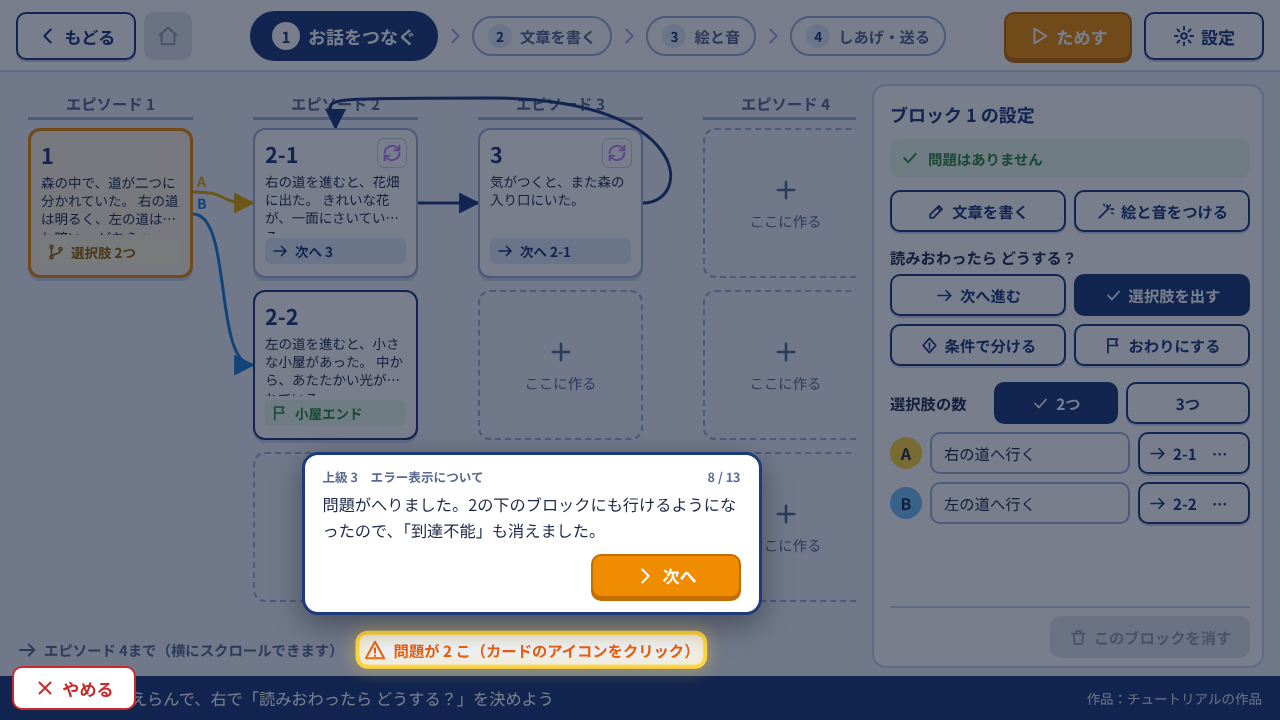 もどる
1 お話をつなぐ
2 文章を書く
3 絵と音
4 しあげ・送る
ためす
設定
エピソード 1
エピソード 2
エピソード 3
エピソード 4
1
森の中で、道が二つに
分かれていた。 右の道
は明るく、左の道は…
選択肢 2つ
A
B
2-1
右の道を進むと、花畑
に出た。 きれいな花
が、一面にさいてい…
次へ 3
3
気がつくと、また森の
入り口にいた。
次へ 2-1
ここに作る
2-2
左の道を進むと、小さ
な小屋があった。 中か
ら、あたたかい光が…
小屋エンド
ここに作る
ここに作る
こに作る
上級 3 エラー表示について
8 / 13
問題がへりました。2の下のブロックにも行けるようにな
ったので、「到達不能」も消えました。
次へ
エピソード 4まで（横にスクロールできます）
問題が 2 こ（カードのアイコンをクリック）
やめる
えらんで、右で「読みおわったら どうする？」を決めよう
作品：チュートリアルの作品
ブロック 1 の設定
問題はありません
文章を書く
絵と音をつける
読みおわったら どうする？
次へ進む
選択肢を出す
条件で分ける
おわりにする
選択肢の数
2つ
3つ
A 右の道へ行く 2-1 …
B 左の道へ行く 2-2 …
このブロックを消す